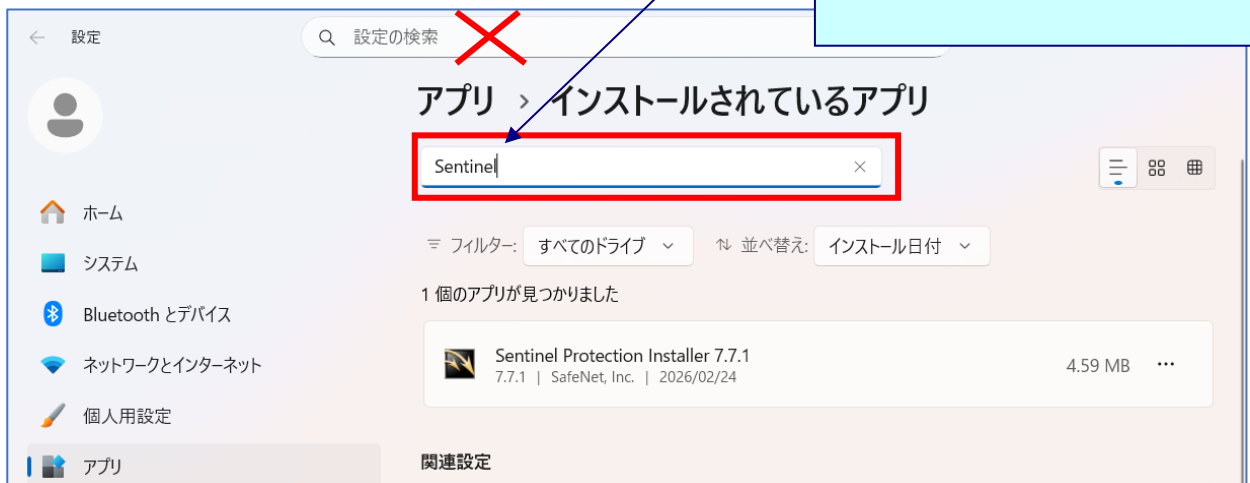 設定
設定の検索
アプリ › インストールされているアプリ
Sentinel
ホーム
システム
Bluetooth とデバイス
ネットワークとインターネット
個人用設定
アプリ
フィルター: すべてのドライブ
並べ替え: インストール日付
1 個のアプリが見つかりました
Sentinel Protection Installer 7.7.1
7.7.1 | SafeNet, Inc. | 2026/02/24
4.59 MB
関連設定